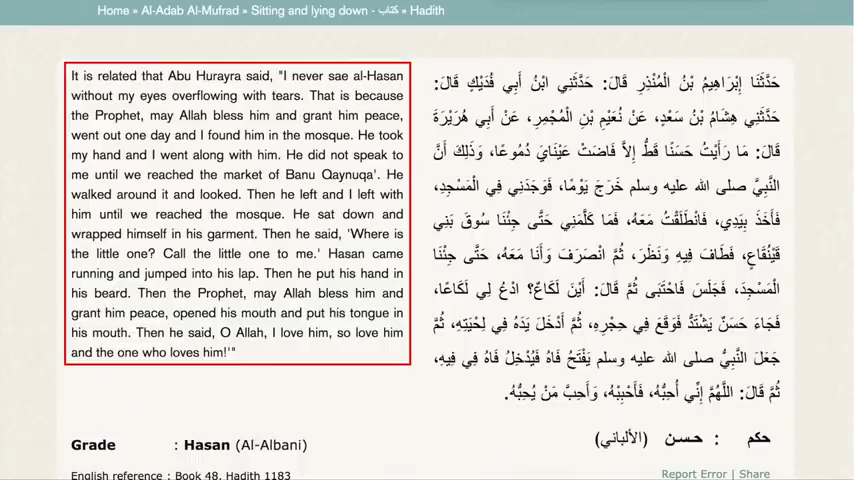 Home » Al-Adab Al-Mufrad » Sitting and lying down - كتاب » Hadith
It is related that Abu Hurayra said, "I never sae al-Hasan
without my eyes overflowing with tears. That is because
the Prophet, may Allah bless him and grant him peace,
went out one day and I found him in the mosque. He took
my hand and I went along with him. He did not speak to
me until we reached the market of Banu Qaynuqa'. He
walked around it and looked. Then he left and I left with
him until we reached the mosque. He sat down and
wrapped himself in his garment. Then he said, 'Where is
the little one? Call the little one to me.' Hasan came
running and jumped into his lap. Then he put his hand in
his beard. Then the Prophet, may Allah bless him and
grant him peace, opened his mouth and put his tongue in
his mouth. Then he said, O Allah, I love him, so love him
and the one who loves him!'"
حَدَّثَنَا إِبْرَاهِيمُ بْنُ الْمُنْذِرِ قَالَ: حَدَّثَنِي ابْنُ أَبِي فُدَيْكٍ قَالَ:
حَدَّثَنِي هِشَامُ بْنُ سَعْدٍ، عَنْ نُعَيْمِ بْنِ الْمُجْمِرِ، عَنْ أَبِي هُرَيْرَةَ
قَالَ: مَا رَأَيْتُ حَسَنًا قَطُّ إِلاَّ فَاضَتْ عَيْنَايَ دُمُوعًا، وَذَلِكَ أَنَّ
النَّبِيَّ صلى الله عليه وسلم خَرَجَ يَوْمًا، فَوَجَدَنِي فِي الْمَسْجِدِ،
فَأَخَذَ بِيَدِي، فَانْطَلَقْتُ مَعَهُ، فَمَا كَلَّمَنِي حَتَّى جِئْنَا سُوقَ بَنِي
قَيْنُقَاعٍ، فَطَافَ فِيهِ وَنَظَرَ، ثُمَّ انْصَرَفَ وَأَنَا مَعَهُ، حَتَّى جِئْنَا
الْمَسْجِدَ، فَجَلَسَ فَاحْتَبَى ثُمَّ قَالَ: أَيْنَ لَكَاعٌ؟ ادْعُ لِي لَكَاعًا،
فَجَاءَ حَسَنٌ يَشْتَدُّ فَوَقَعَ فِي حِجْرِهِ، ثُمَّ أَدْخَلَ يَدَهُ فِي لِحْيَتِهِ، ثُمَّ
جَعَلَ النَّبِيُّ صلى الله عليه وسلم يَفْتَحُ فَاهُ فَيُدْخِلُ فَاهُ فِي فِيهِ،
ثُمَّ قَالَ: اللَّهُمَّ إِنِّي أُحِبُّهُ، فَأَحْبِبْهُ، وَأَحِبَّ مَنْ يُحِبُّهُ.
Grade : Hasan (Al-Albani)
حكم : حسن (الألباني)
English reference : Book 48, Hadith 1183
Report Error | Share